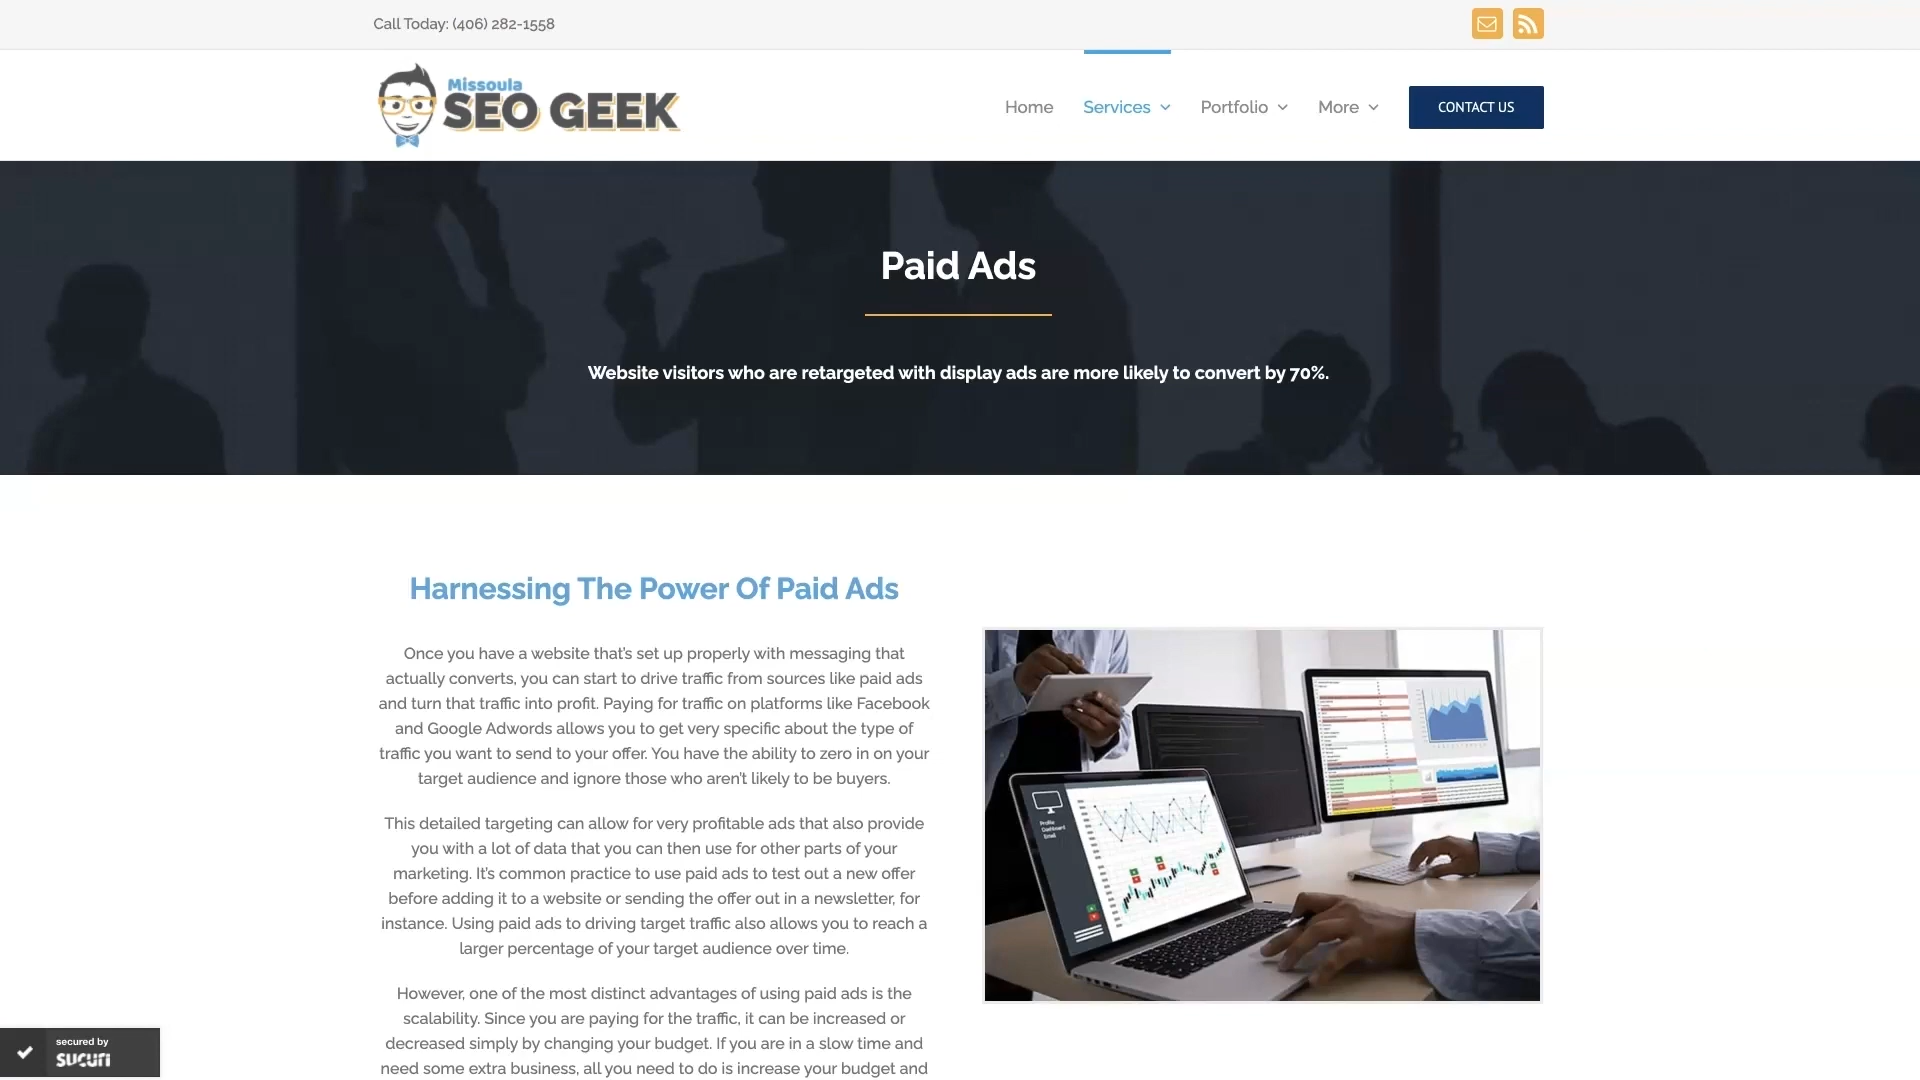 Call Today: (406) 282-1558
Missoula
SEO GEEK
Home
Services
Portfolio
More
CONTACT US
Paid Ads
Website visitors who are retargeted with display ads are more likely to convert by 70%.
Harnessing The Power Of Paid Ads
Once you have a website that's set up properly with messaging that
actually converts, you can start to drive traffic from sources like paid ads
and turn that traffic into profit. Paying for traffic on platforms like Facebook
and Google Adwords allows you to get very specific about the type of
traffic you want to send to your offer. You have the ability to zero in on your
target audience and ignore those who aren't likely to be buyers.
This detailed targeting can allow for very profitable ads that also provide
you with a lot of data that you can then use for other parts of your
marketing. It's common practice to use paid ads to test out a new offer
before adding it to a website or sending the offer out in a newsletter, for
instance. Using paid ads to driving target traffic also allows you to reach a
larger percentage of your target audience over time.
However, one of the most distinct advantages of using paid ads is the
scalability. Since you are paying for the traffic, it can be increased or
decreased simply by changing your budget. If you are in a slow time and
need some extra business, all you need to do is increase your budget and
Profile
Dashboard
Email
secured by
sucuri